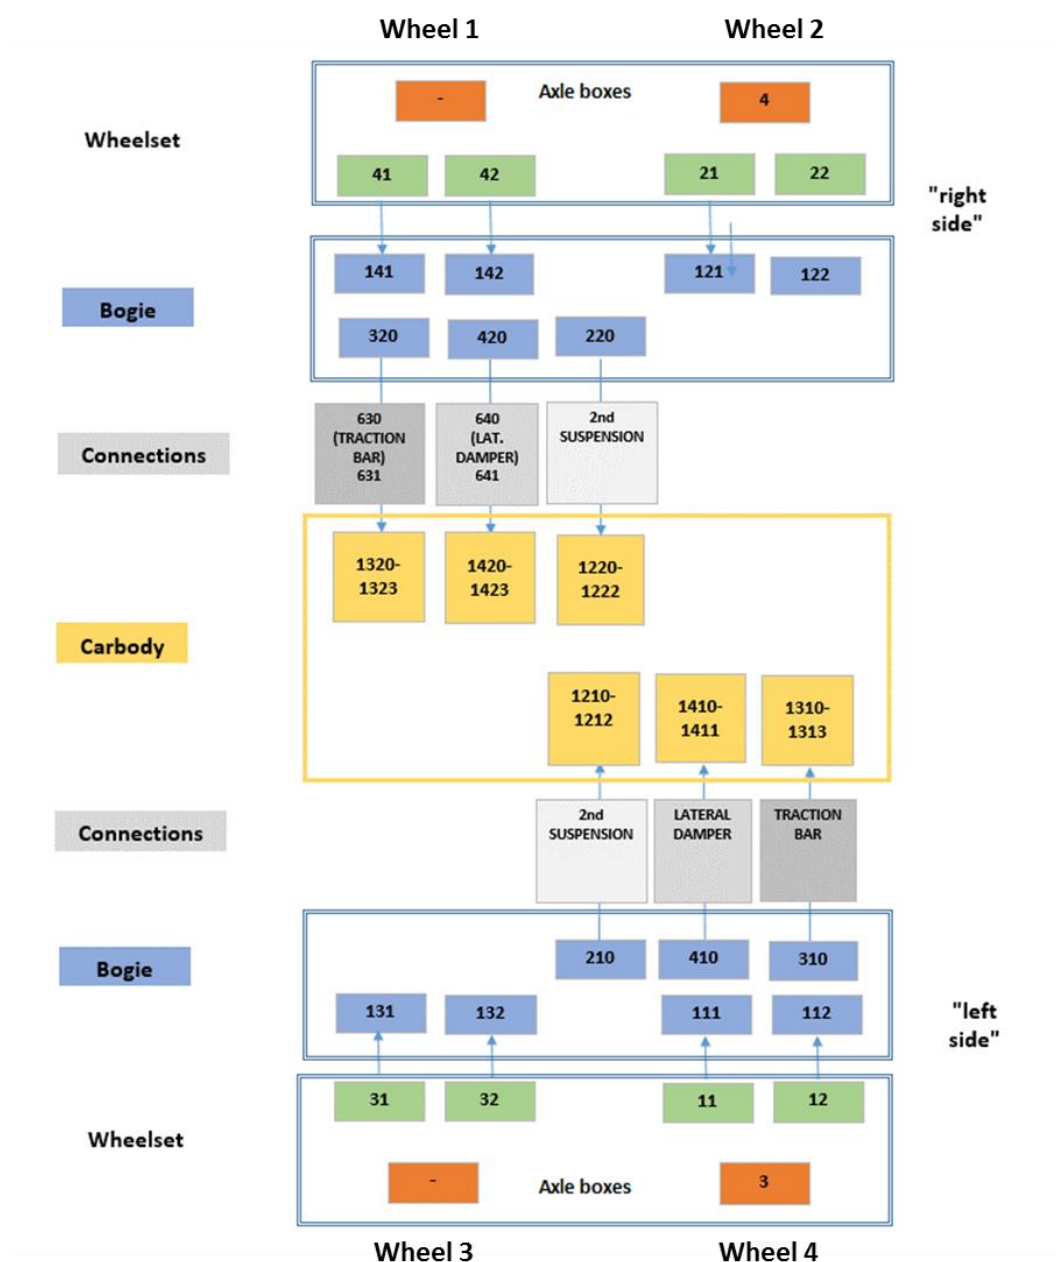 Wheel 1
Wheel 2
-
Axle boxes
4
Wheelset
41
42
21
22
"right
side"
141
142
121
122
Bogie
320
420
220
630
(TRACTION
BAR)
631
640
(LAT.
DAMPER)
641
2nd
SUSPENSION
Connections
1320-
1323
1420-
1423
1220-
1222
Carbody
1210-
1212
1410-
1411
1310-
1313
Connections
2nd
SUSPENSION
LATERAL
DAMPER
TRACTION
BAR
210
410
310
Bogie
131
132
111
112
"left
side"
31
32
11
12
Wheelset
-
Axle boxes
3
Wheel 3
Wheel 4